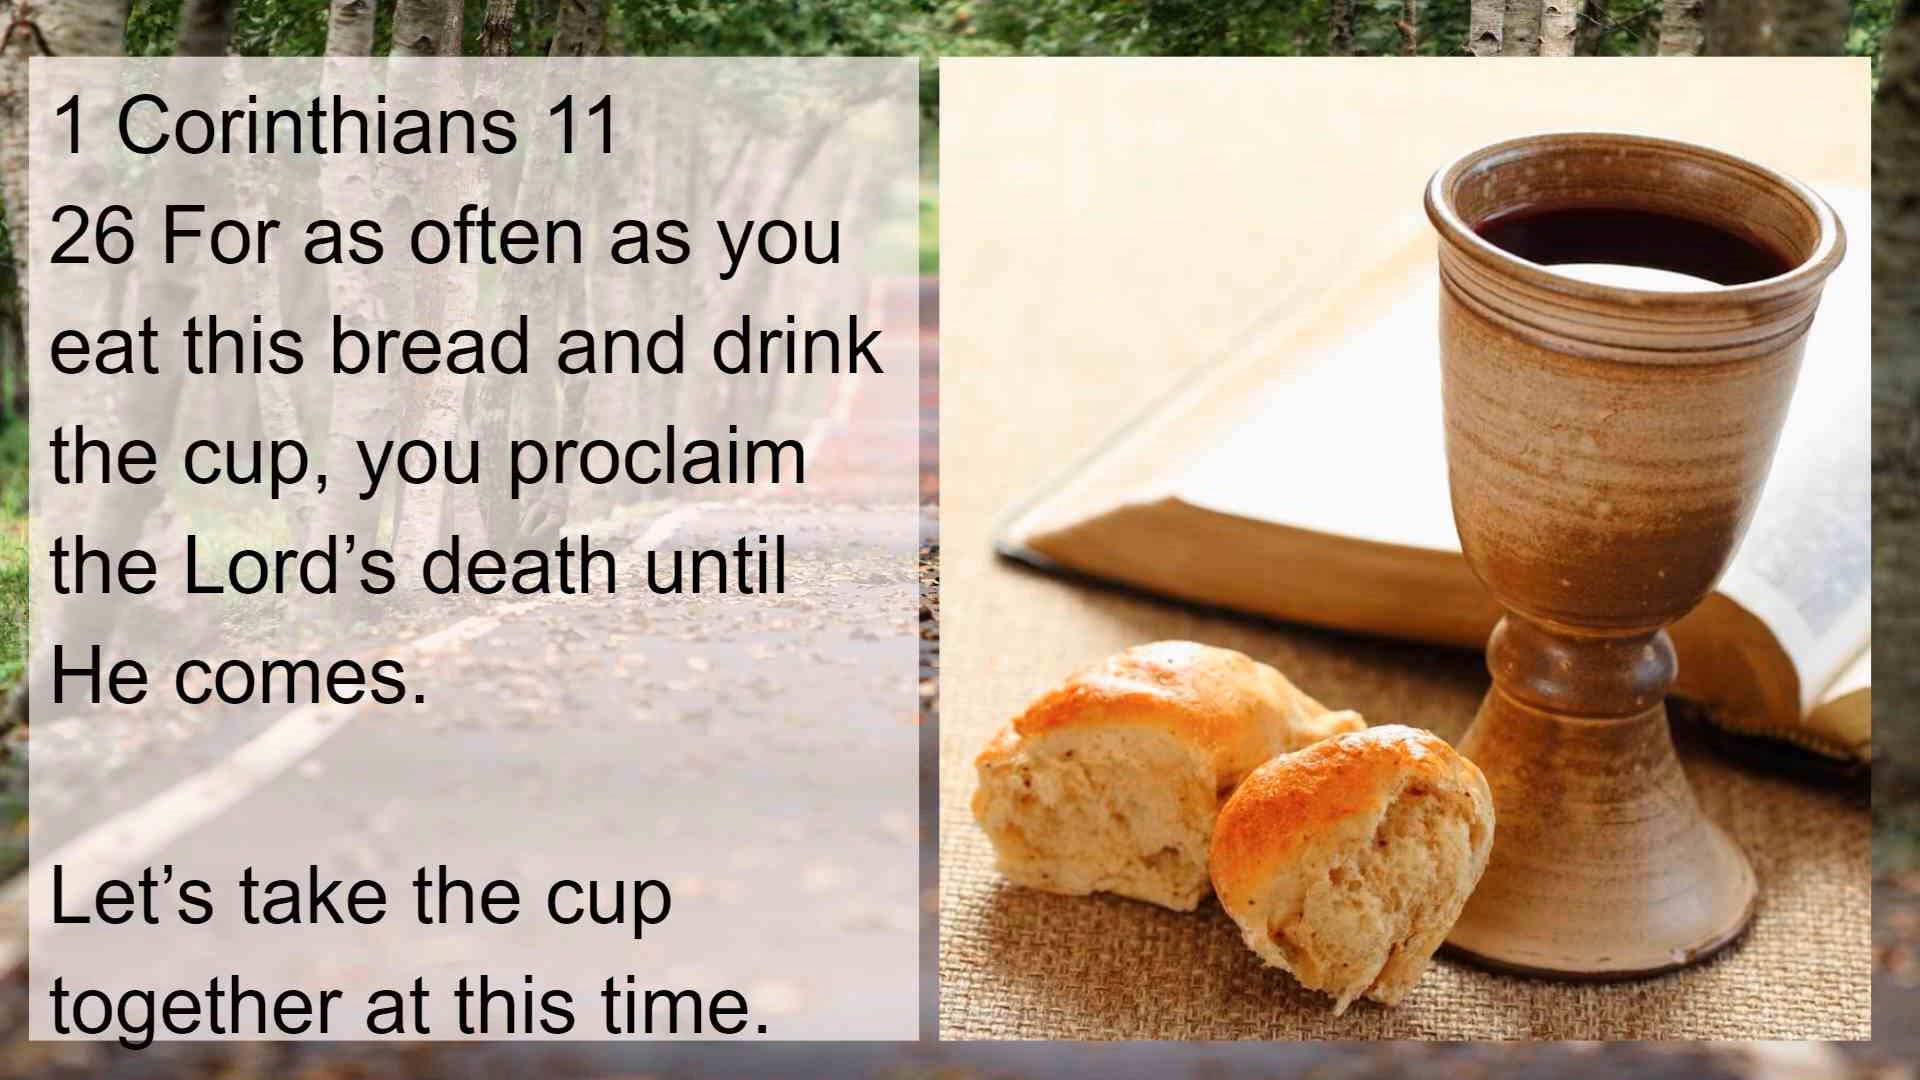 1 Corinthians 11
26 For as often as you
eat this bread and drink
the cup, you proclaim
the Lord’s death until
He comes.
Let’s take the cup
together at this time.